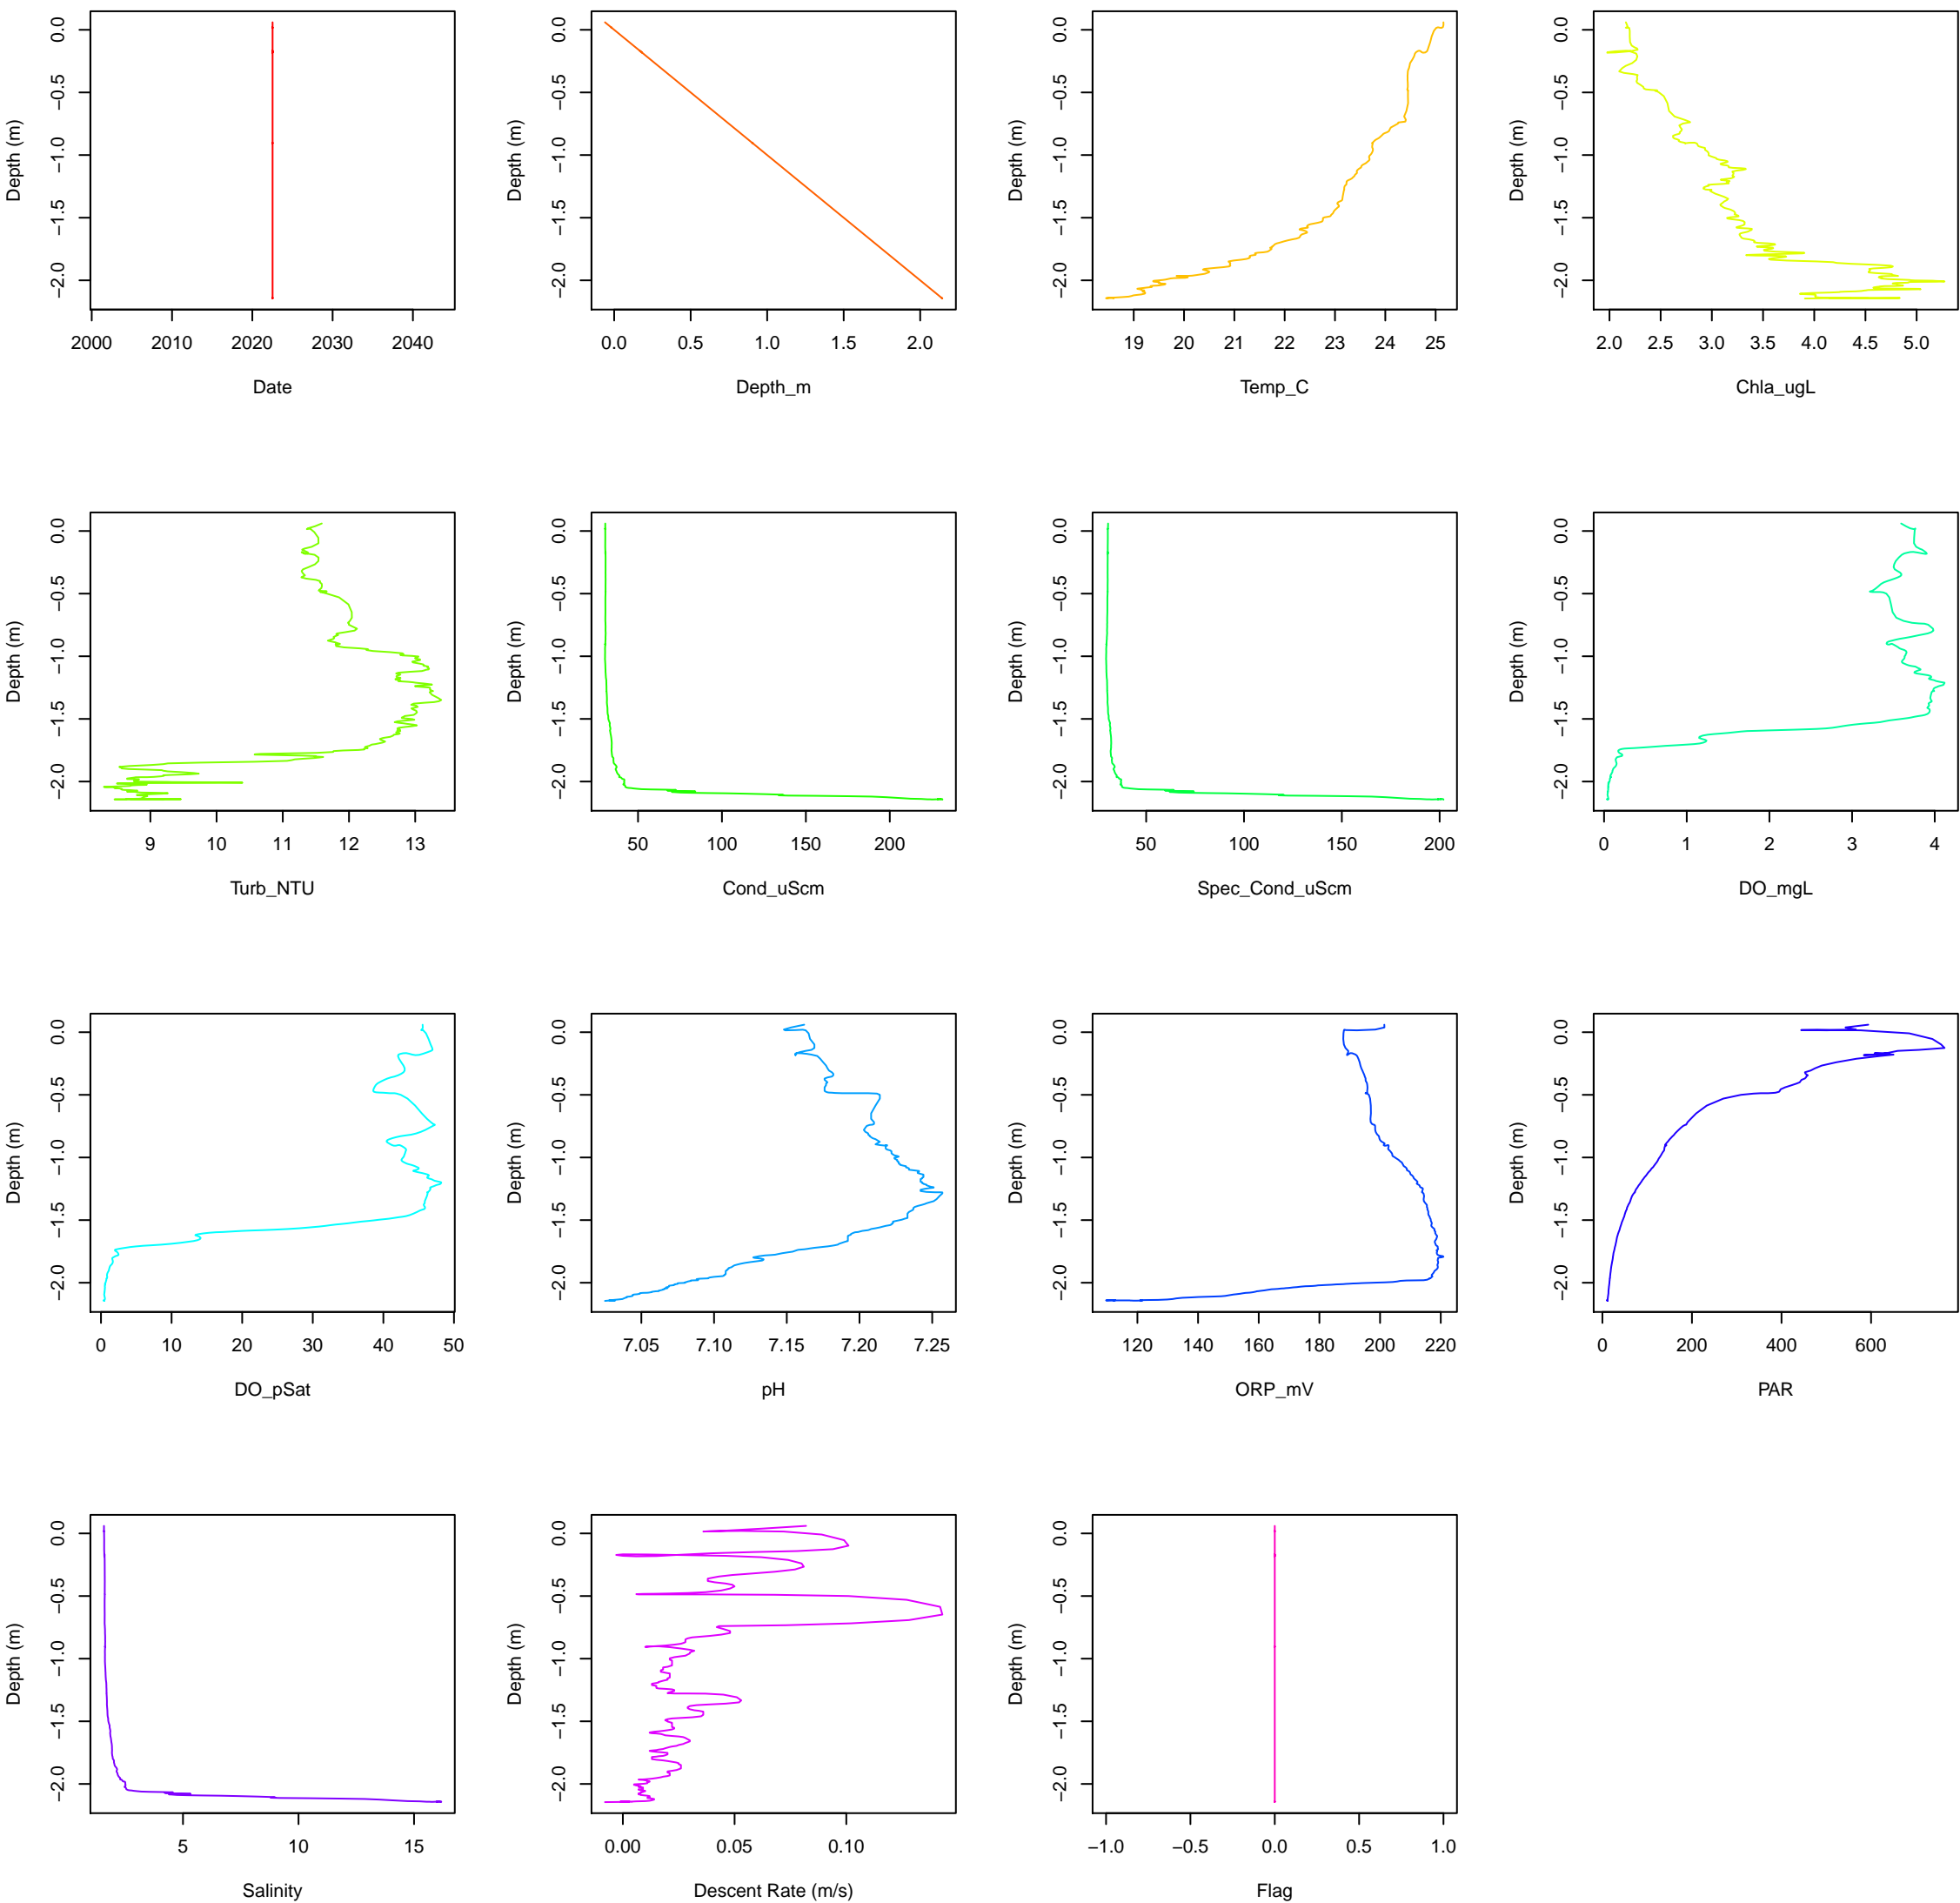 Depth (m)
0.0
−0.5
−1.0
−1.5
−2.0
2000 2010 2020 2030 2040
Date
Depth (m)
0.0
−0.5
−1.0
−1.5
−2.0
0.0 0.5 1.0 1.5 2.0
Depth_m
Depth (m)
0.0
−0.5
−1.0
−1.5
−2.0
19 20 21 22 23 24 25
Temp_C
Depth (m)
0.0
−0.5
−1.0
−1.5
−2.0
2.0 2.5 3.0 3.5 4.0 4.5 5.0
Chla_ugL
Depth (m)
0.0
−0.5
−1.0
−1.5
−2.0
9 10 11 12 13
Turb_NTU
Depth (m)
0.0
−0.5
−1.0
−1.5
−2.0
50 100 150 200
Cond_uScm
Depth (m)
0.0
−0.5
−1.0
−1.5
−2.0
50 100 150 200
Spec_Cond_uScm
Depth (m)
0.0
−0.5
−1.0
−1.5
−2.0
0 1 2 3 4
DO_mgL
Depth (m)
0.0
−0.5
−1.0
−1.5
−2.0
0 10 20 30 40 50
DO_pSat
Depth (m)
0.0
−0.5
−1.0
−1.5
−2.0
7.05 7.10 7.15 7.20 7.25
pH
Depth (m)
0.0
−0.5
−1.0
−1.5
−2.0
120 140 160 180 200 220
ORP_mV
Depth (m)
0.0
−0.5
−1.0
−1.5
−2.0
0 200 400 600
PAR
Depth (m)
0.0
−0.5
−1.0
−1.5
−2.0
5 10 15
Salinity
Depth (m)
0.0
−0.5
−1.0
−1.5
−2.0
0.00 0.05 0.10
Descent Rate (m/s)
Depth (m)
0.0
−0.5
−1.0
−1.5
−2.0
−1.0 −0.5 0.0 0.5 1.0
Flag